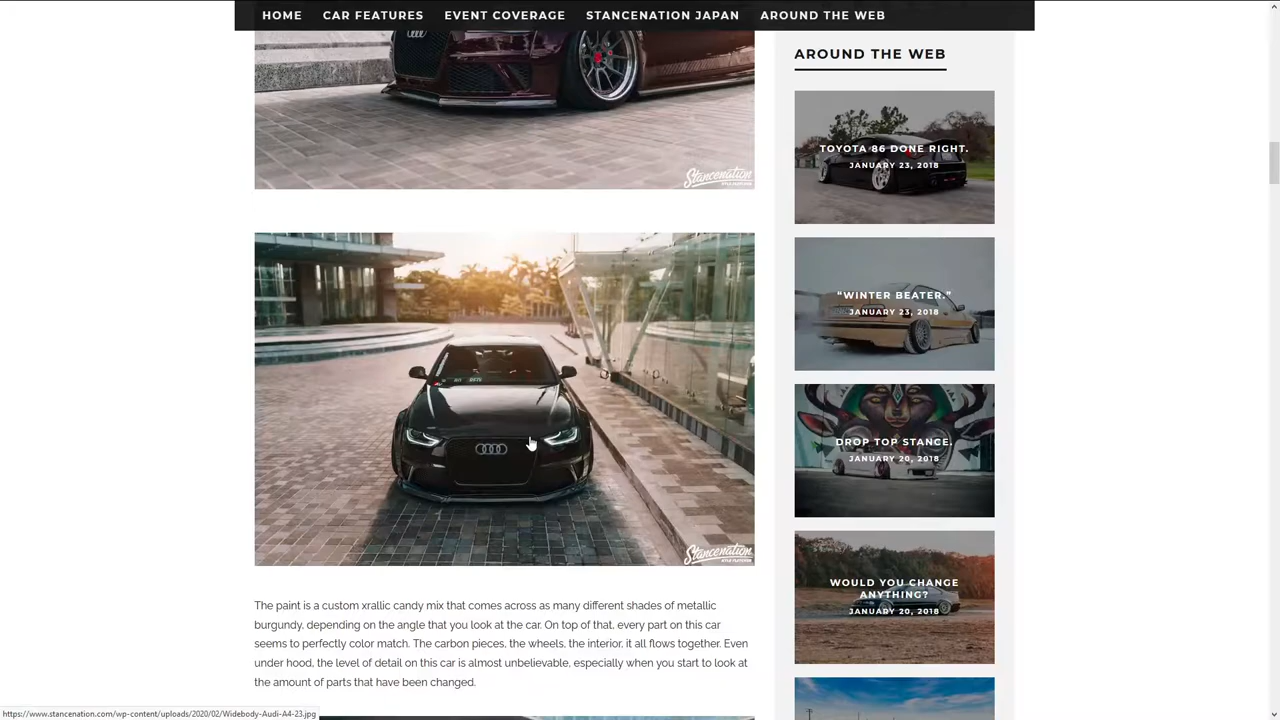 HOME CAR FEATURES EVENT COVERAGE STANCENATION JAPAN AROUND THE WEB
Stancenation
Stancenation
The paint is a custom xrallic candy mix that comes across as many different shades of metallic
burgundy, depending on the angle that you look at the car. On top of that, every part on this car
seems to perfectly color match. The carbon pieces, the wheels, the interior, it all flows together. Even
under hood, the level of detail on this car is almost unbelievable, especially when you start to look at
the amount of parts that have been changed.
AROUND THE WEB
TOYOTA 86 DONE RIGHT.
JANUARY 23, 2018
“WINTER BEATER.”
JANUARY 23, 2018
DROP TOP STANCE.
JANUARY 20, 2018
WOULD YOU CHANGE
ANYTHING?
JANUARY 20, 2018
https://www.stancenation.com/wp-content/uploads/2020/02/Widebody-Audi-A4-23.jpg